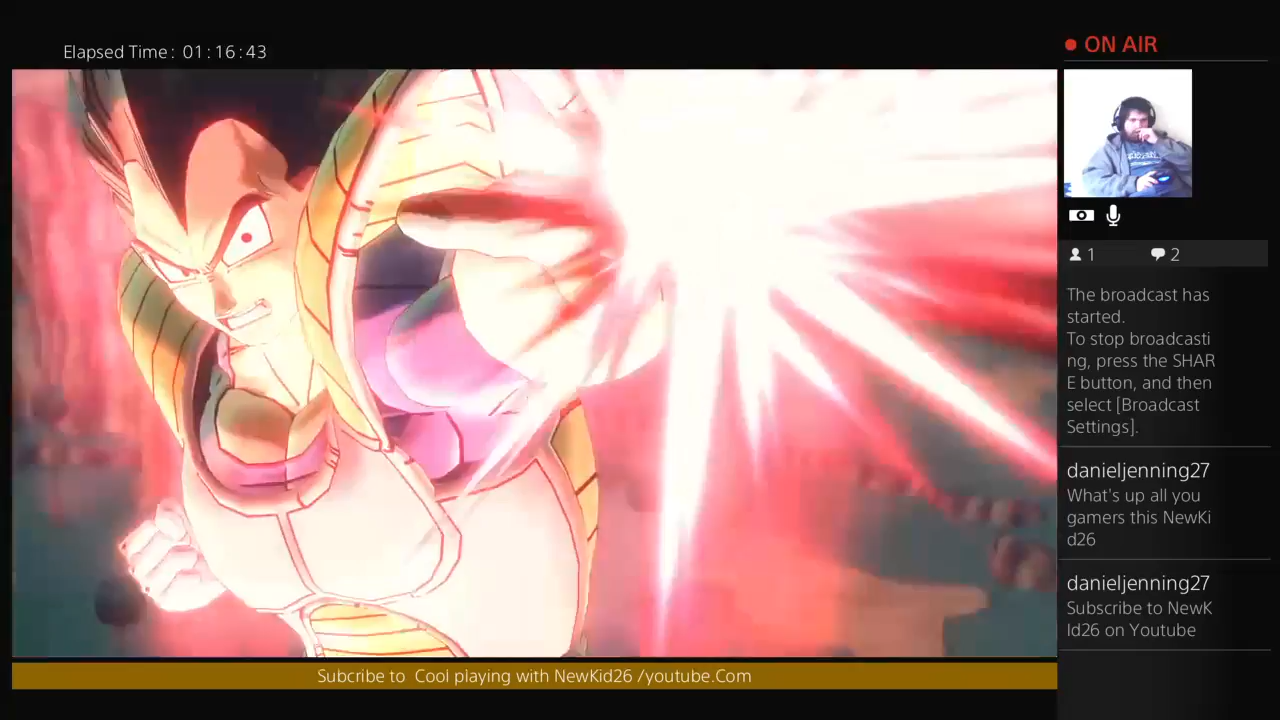 Elapsed Time: 01:16:43
ON AIR
1
2
The broadcast has
started.
To stop broadcasti
ng, press the SHAR
E button, and then
select [Broadcast
Settings].
danieljenning27
What's up all you
gamers this NewKi
d26
danieljenning27
Subscribe to NewK
Id26 on Youtube
Subcribe to  Cool playing with NewKid26 /youtube.Com